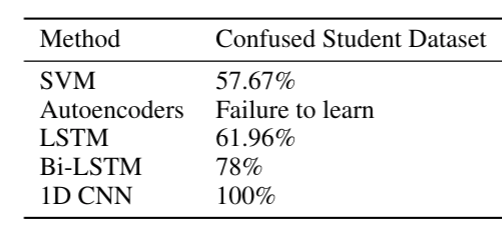 Method Confused Student Dataset
SVM 57.67%
Autoencoders Failure to learn
LSTM 61.96%
Bi-LSTM 78%
1D CNN 100%